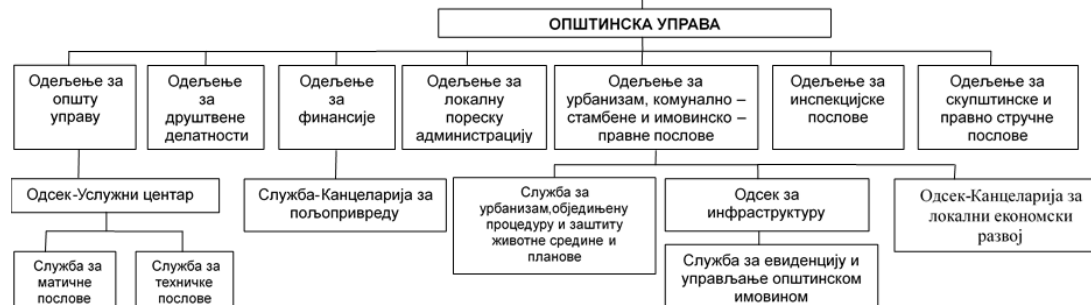 ОПШТИНСКА УПРАВА
Одељење за
општу
управу
Одељење
за
друштвене
делатности
Одељење
за
финансије
Одељење за
локалну
пореску
администрацију
Одељење за
урбанизам, комунално –
стамбене и имовинско –
правне послове
Одељење за
инспекцијске
послове
Одељење за
скупштинске и
правно стручне
послове
Одсек-Услужни центар
Служба-Канцеларија за
пољопривреду
Служба за
урбанизам,обједињену
процедуру и заштиту
животне средине и
планове
Одсек за
инфраструктуру
Одсек-Канцеларија за
локални економски
развој
Служба за
матичне
послове
Служба за
техничке
послове
Служба за евиденцију и
управљање општинском
имовином